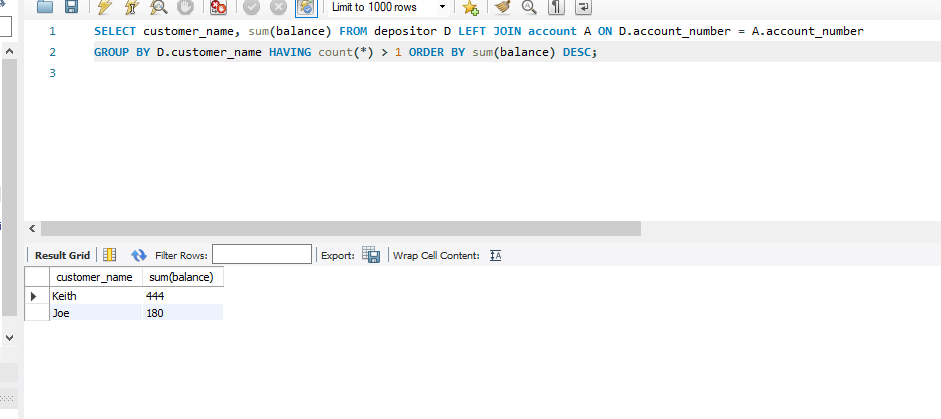 Limit to 1000 rows
1 SELECT customer_name, sum(balance) FROM depositor D LEFT JOIN account A ON D.account_number = A.account_number
2 GROUP BY D.customer_name HAVING count(*) > 1 ORDER BY sum(balance) DESC;
3
Result Grid Filter Rows: Export: Wrap Cell Content:
customer_name sum(balance)
Keith 444
Joe 180